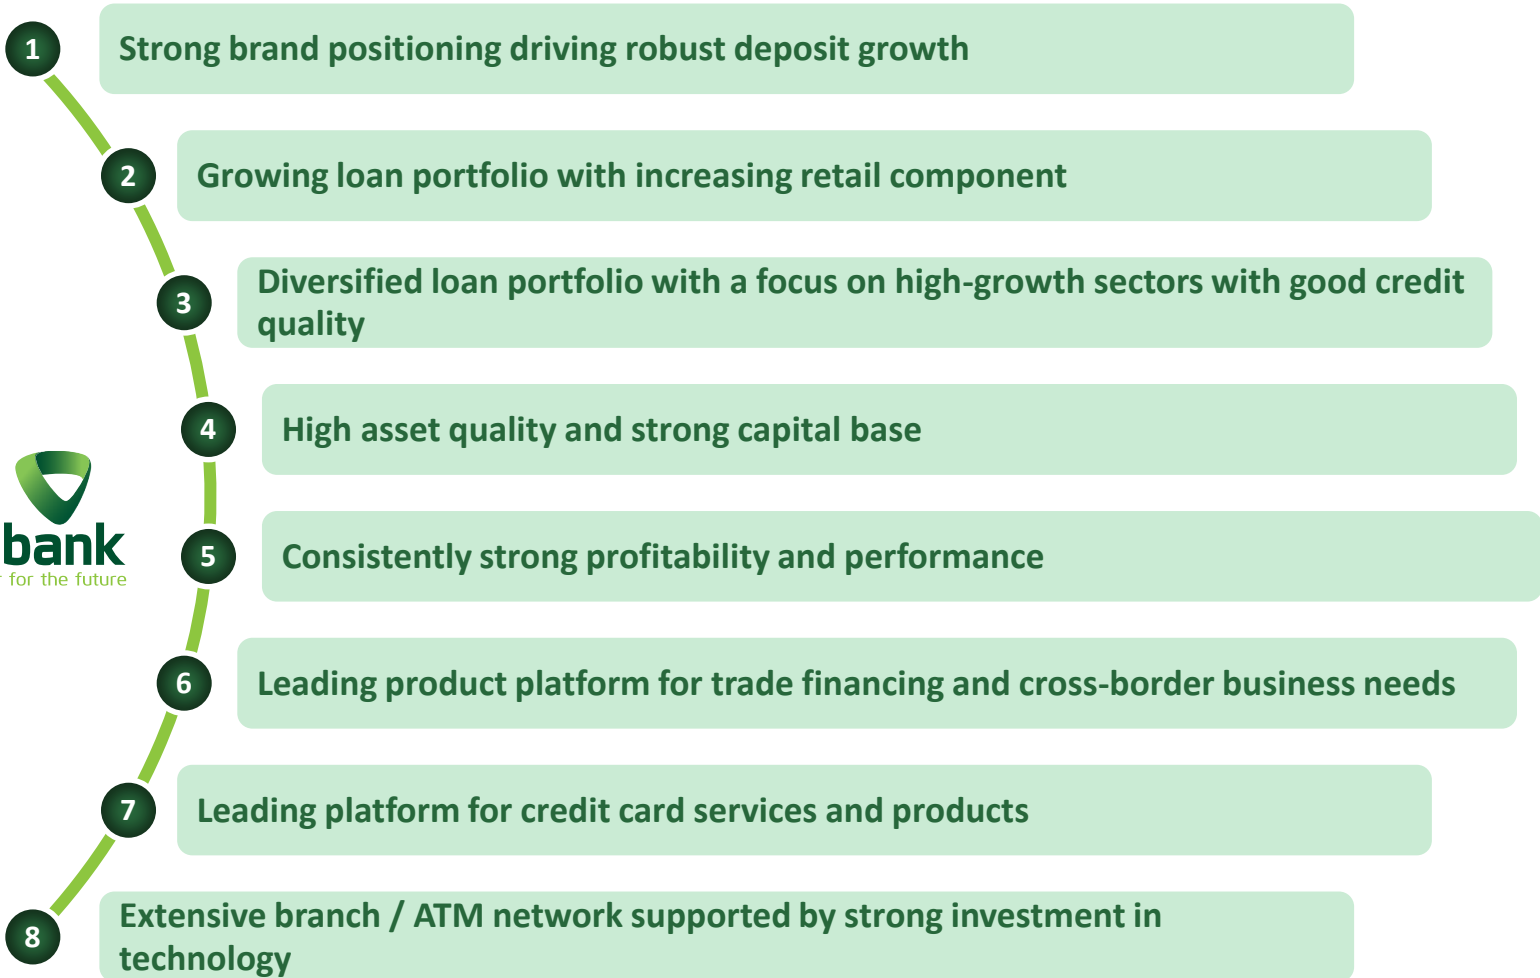 1
Strong brand positioning driving robust deposit growth
2
Growing loan portfolio with increasing retail component
3
Diversified loan portfolio with a focus on high-growth sectors with good credit
quality
4
High asset quality and strong capital base
bank
for the future
5
Consistently strong profitability and performance
6
Leading product platform for trade financing and cross-border business needs
7
Leading platform for credit card services and products
8
Extensive branch / ATM network supported by strong investment in
technology